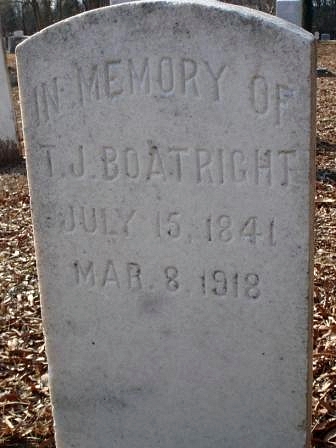 IN MEMORY OF
T.J. BOATRIGHT
JULY 15, 1841
MAR. 8. 1918